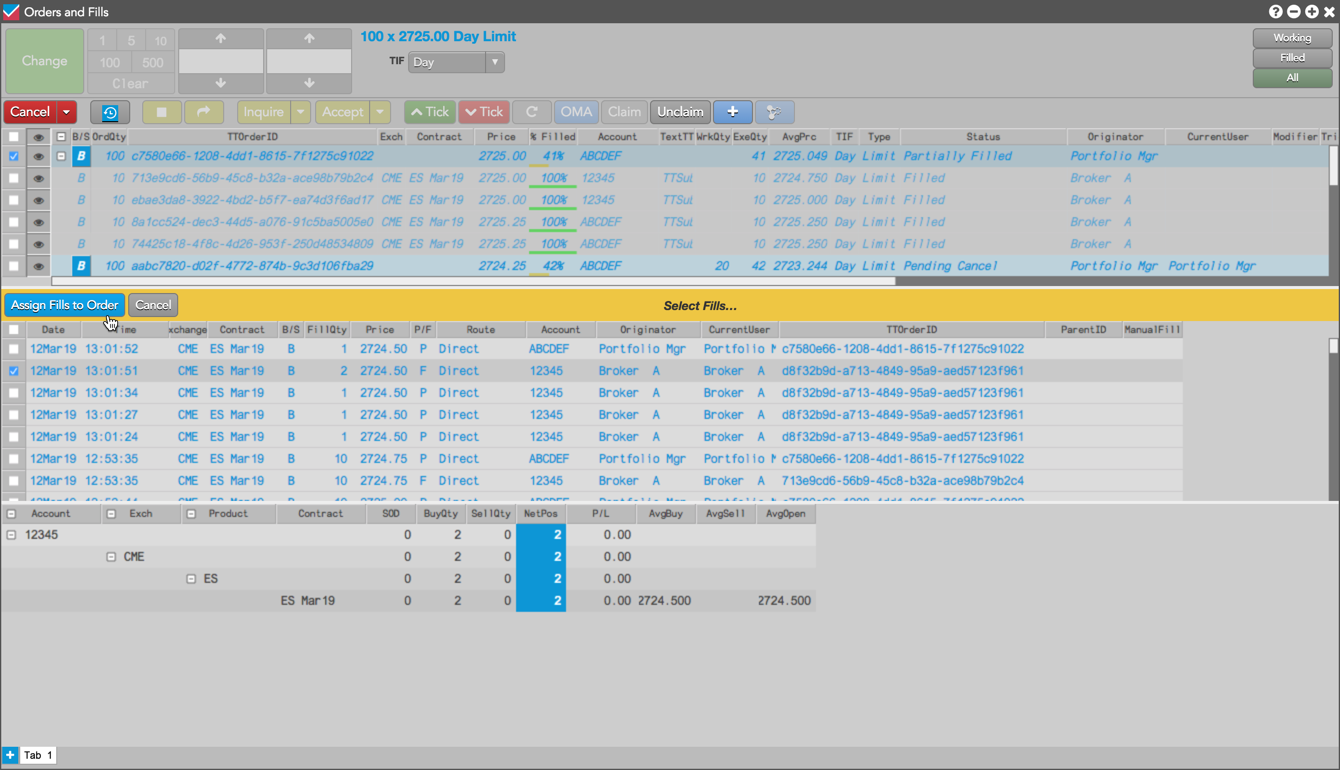 Orders and Fills
Change
1 5 10
100 500
Clear
100 x 2725.00 Day Limit
TIF Day
Working
Filled
All
Cancel Inquire Accept Tick Tick C OMA Claim Unclaim +
B/S OrdQty TTOrderID Exch Contract Price % Filled Account TextTT WrkQty ExeQty AvgPrc TIF Type Status Originator CurrentUser Modifier Tri
B 100 c7580e66-1208-4dd1-8615-7f1275c91022 2725.00 41% ABCDEF 41 2725.049 Day Limit Partially Filled Portfolio Mgr
B 10 713e9cd6-56b9-45c8-b32a-ace98b79b2c4 CME ES Mar19 2725.00 100% 12345 TTSu 10 2724.750 Day Limit Filled Broker A
B 10 ebae3da8-3922-4bd2-b5f7-ea74d3f6ad17 CME ES Mar19 2725.00 100% 12345 TTSu 10 2725.000 Day Limit Filled Broker A
B 10 8a1cc524-dec3-44d5-a076-91c5ba5005e0 CME ES Mar19 2725.25 100% TTSu 10 2725.250 Day Limit Filled Broker A
B 10 74425c18-4f8c-4d26-953f-250d48534809 CME ES Mar19 2725.25 100% TTSu 10 2725.250 Day Limit Filled Broker A
B 100 aabc7820-d02f-4772-874b-9c3d106fba29 2724.25 42% ABCDEF 20 42 2723.244 Day Limit Pending Cancel Portfolio Mgr Portfolio Mgr
Assign Fills to Order Cancel Select Fills...
Date Time xchange Contract B/S FillQty Price P/F Route Account Originator CurrentUser TTOrderID ParentID ManualFill
12Mar19 13:01:52 CME ES Mar19 B 1 2724.50 P Direct ABCDEF Portfolio Mgr Portfolio M c7580e66-1208-4dd1-8615-7f1275c91022
12Mar19 13:01:51 CME ES Mar19 B 2 2724.50 F Direct 12345 Broker A Broker A d8f32b9d-a713-4849-95a9-aed57123f961
12Mar19 13:01:34 CME ES Mar19 B 1 2724.50 P Direct 12345 Broker A Broker A d8f32b9d-a713-4849-95a9-aed57123f961
12Mar19 13:01:27 CME ES Mar19 B 1 2724.50 P Direct 12345 Broker A Broker A d8f32b9d-a713-4849-95a9-aed57123f961
12Mar19 13:01:24 CME ES Mar19 B 1 2724.50 P Direct 12345 Broker A Broker A d8f32b9d-a713-4849-95a9-aed57123f961
12Mar19 12:53:35 CME ES Mar19 B 10 2724.75 P Direct ABCDEF Portfolio Mgr Portfolio M c7580e66-1208-4dd1-8615-7f1275c91022
12Mar19 12:53:35 CME ES Mar19 B 10 2724.75 F Direct 12345 Broker A Broker A 713e9cd6-56b9-45c8-b32a-ace98b79b2c4
Account Exch Product Contract SOD BuyQty SellQty NetPos P/L AvgBuy AvgSell AvgOpen
12345 0 2 0 2 0.00
CME 0 2 0 2 0.00
ES 0 2 0 2 0.00
ES Mar19 0 2 0 2 0.00 2724.500 2724.500
+ Tab 1